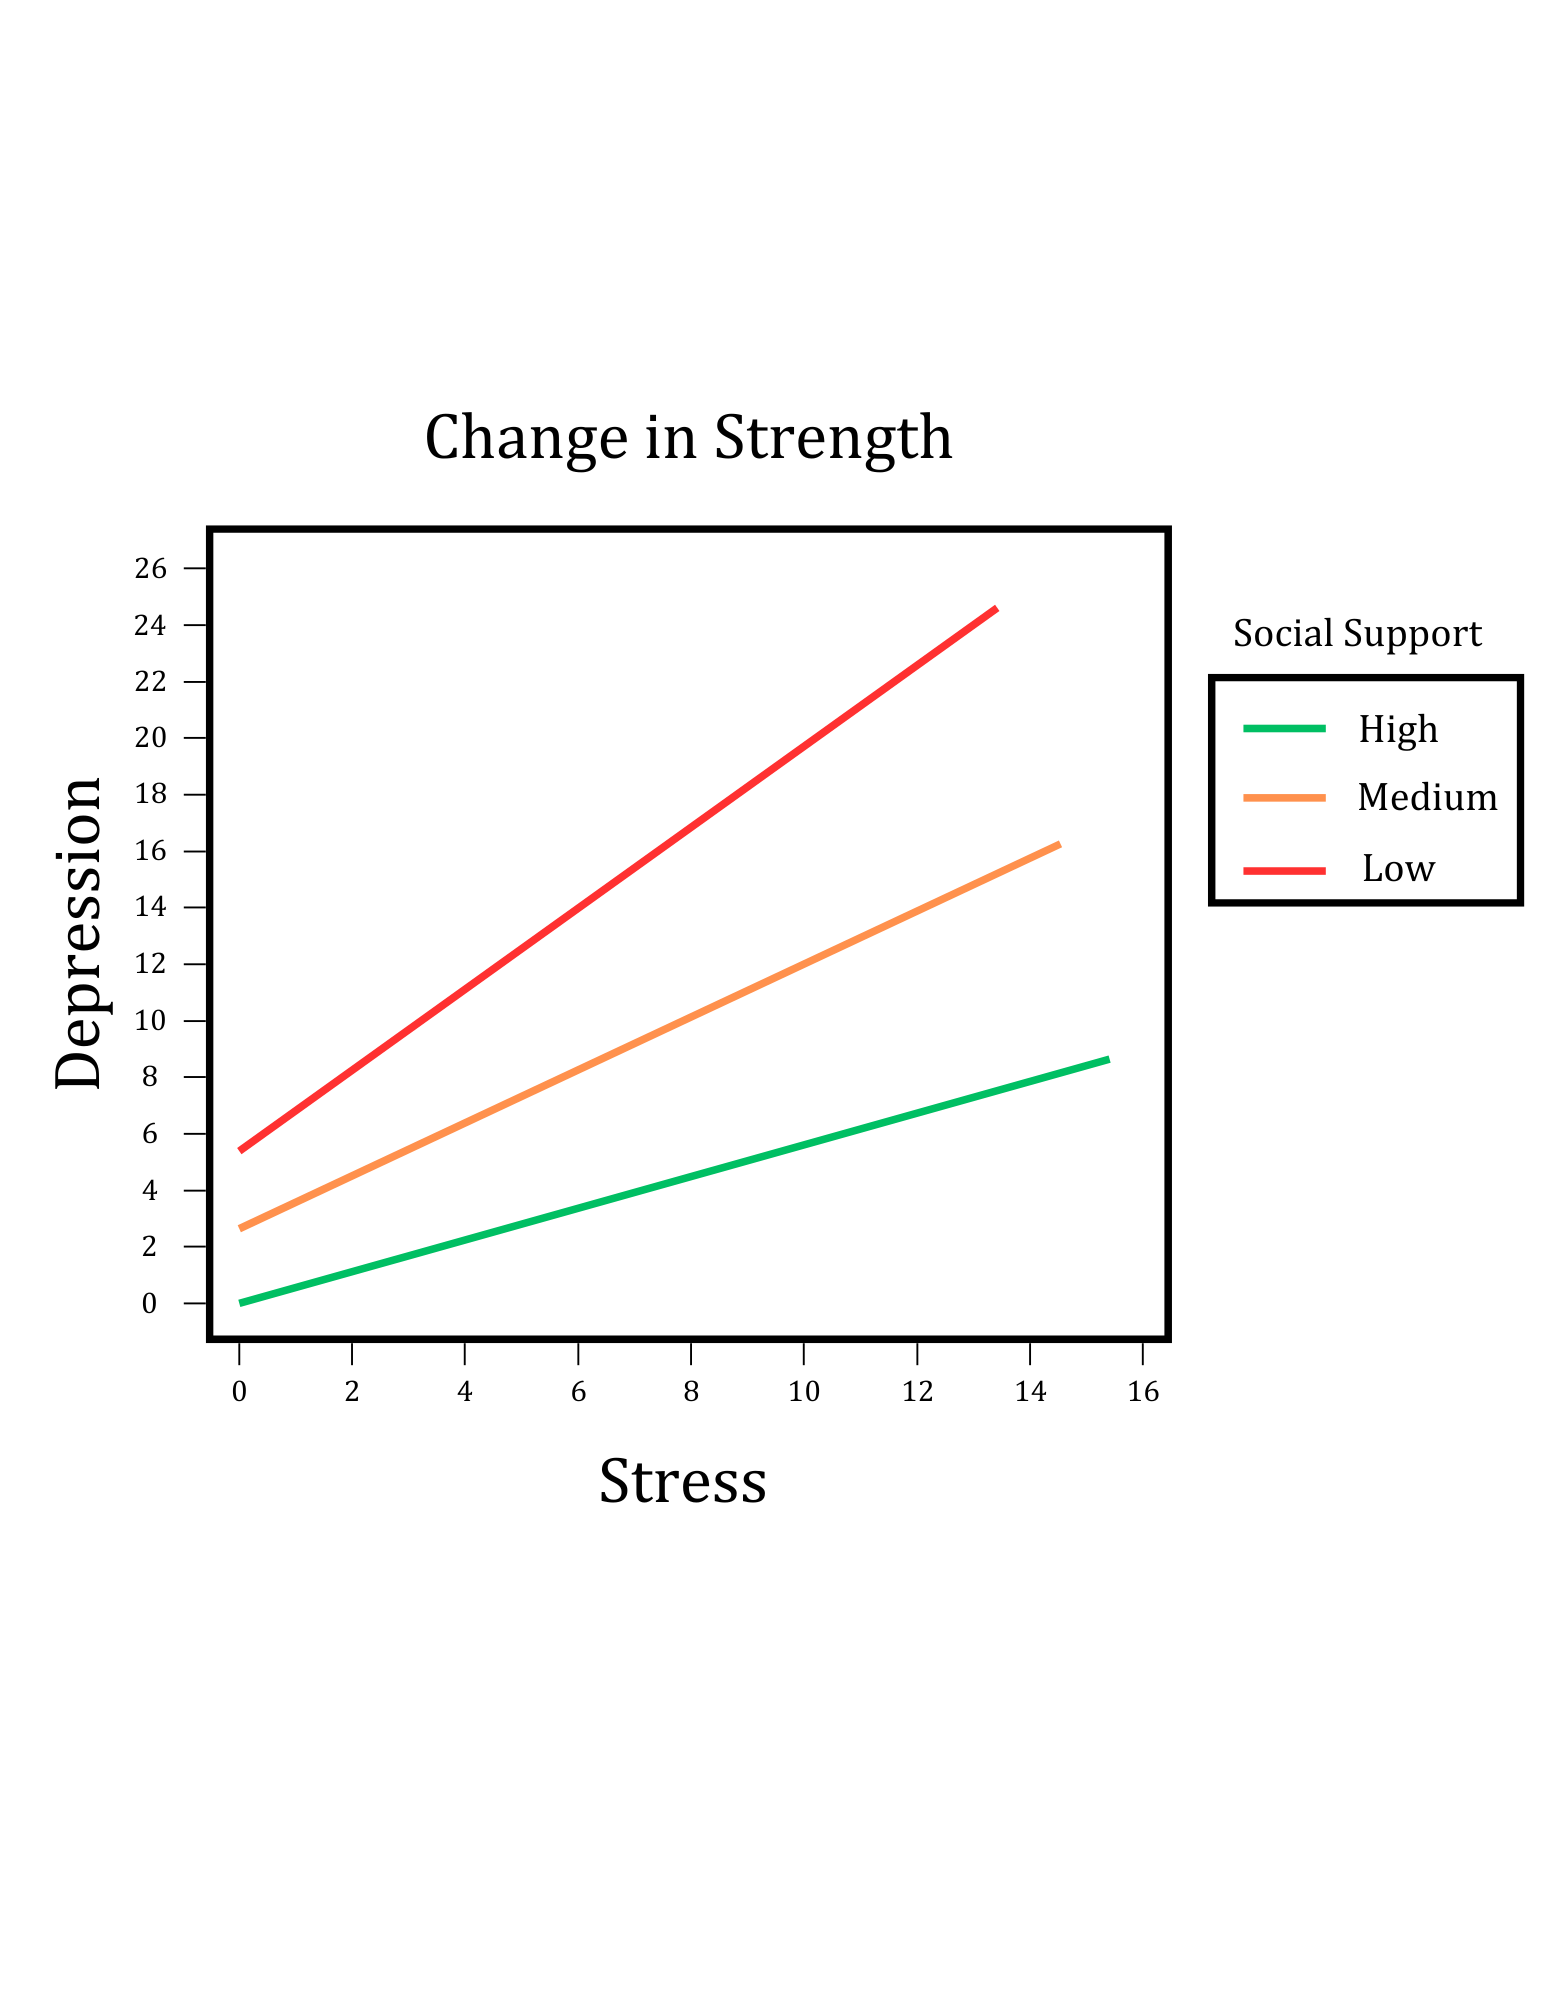 Change in Strength
26
24
22
20
18
16
14
12
10
8
6
4
2
0
Depression
0 2 4 6 8 10 12 14 16
Stress
Social Support
High
Medium
Low